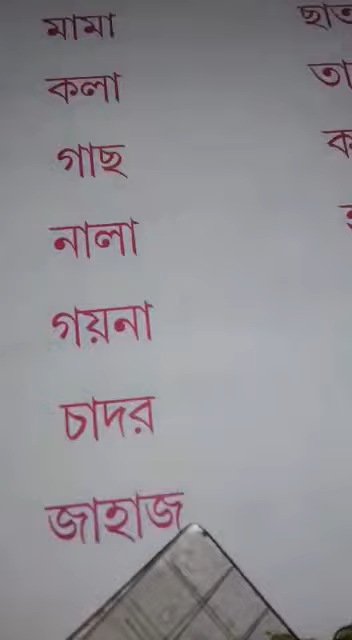 মামা
কলা
গাছ
নালা
গয়না
চাদর
জাহাজ